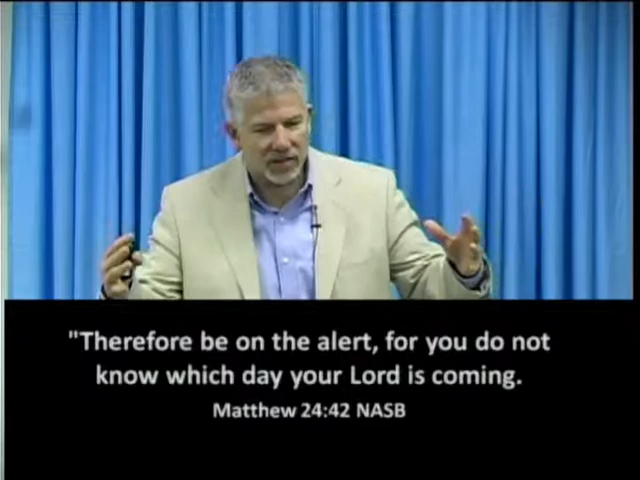 "Therefore be on the alert, for you do not
know which day your Lord is coming.
Matthew 24:42 NASB